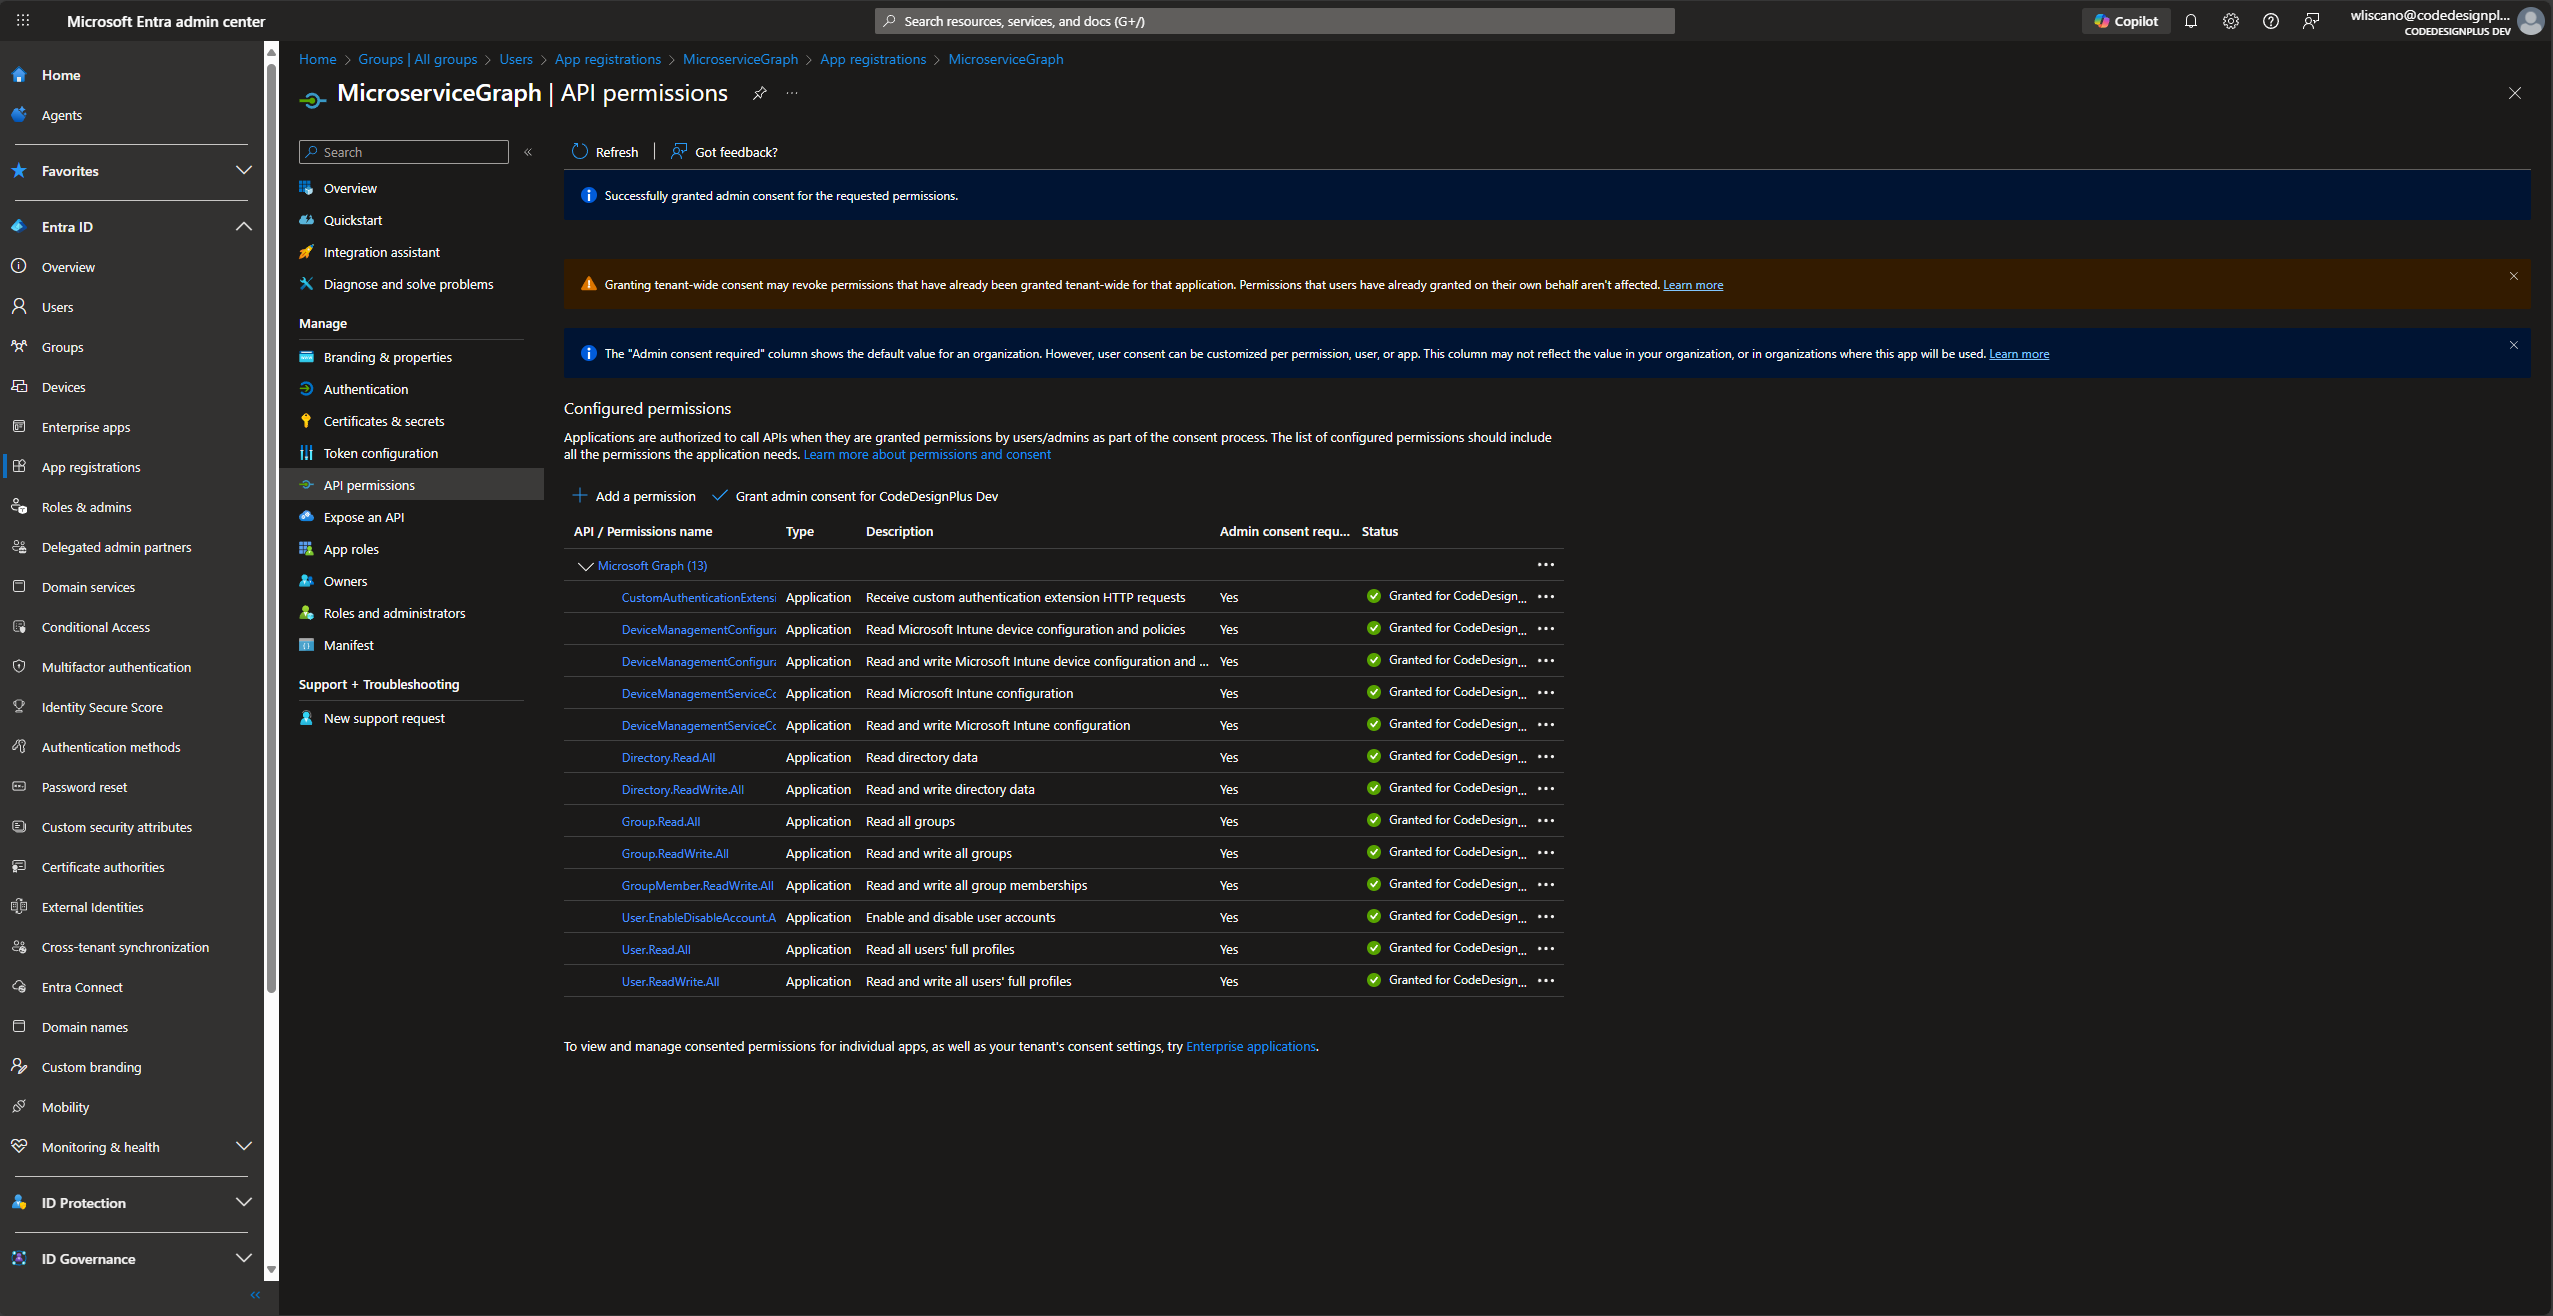 Microsoft Entra admin center
Search resources, services, and docs (G+/)
Copilot
wliscano@codedesignpl...
CODEDESIGNPLUS DEV
Home
Agents
Favorites
Entra ID
Overview
Users
Groups
Devices
Enterprise apps
App registrations
Roles & admins
Delegated admin partners
Domain services
Conditional Access
Multifactor authentication
Identity Secure Score
Authentication methods
Password reset
Custom security attributes
Certificate authorities
External Identities
Cross-tenant synchronization
Entra Connect
Domain names
Custom branding
Mobility
Monitoring & health
ID Protection
ID Governance
Home > Groups | All groups > Users > App registrations > MicroserviceGraph > App registrations > MicroserviceGraph
MicroserviceGraph | API permissions
Search
Overview
Quickstart
Integration assistant
Diagnose and solve problems
Manage
Branding & properties
Authentication
Certificates & secrets
Token configuration
API permissions
Expose an API
App roles
Owners
Roles and administrators
Manifest
Support + Troubleshooting
New support request
Refresh | Got feedback?
Successfully granted admin consent for the requested permissions.
Granting tenant-wide consent may revoke permissions that have already been granted tenant-wide for that application. Permissions that users have already granted on their own behalf aren't affected. Learn more
The "Admin consent required" column shows the default value for an organization. However, user consent can be customized per permission, user, or app. This column may not reflect the value in your organization, or in organizations where this app will be used. Learn more
Configured permissions
Applications are authorized to call APIs when they are granted permissions by users/admins as part of the consent process. The list of configured permissions should include
all the permissions the application needs. Learn more about permissions and consent
Add a permission Grant admin consent for CodeDesignPlus Dev
API / Permissions name Type Description Admin consent requ... Status
Microsoft Graph (13)
CustomAuthenticationExtensi Application Receive custom authentication extension HTTP requests Yes Granted for CodeDesign...
DeviceManagementConfigura Application Read Microsoft Intune device configuration and policies Yes Granted for CodeDesign...
DeviceManagementConfigura Application Read and write Microsoft Intune device configuration and ... Yes Granted for CodeDesign...
DeviceManagementServiceCo Application Read Microsoft Intune configuration Yes Granted for CodeDesign...
DeviceManagementServiceCo Application Read and write Microsoft Intune configuration Yes Granted for CodeDesign...
Directory.Read.All Application Read directory data Yes Granted for CodeDesign...
Directory.ReadWrite.All Application Read and write directory data Yes Granted for CodeDesign...
Group.Read.All Application Read all groups Yes Granted for CodeDesign...
Group.ReadWrite.All Application Read and write all groups Yes Granted for CodeDesign...
GroupMember.ReadWrite.All Application Read and write all group memberships Yes Granted for CodeDesign...
User.EnableDisableAccount.A Application Enable and disable user accounts Yes Granted for CodeDesign...
User.Read.All Application Read all users' full profiles Yes Granted for CodeDesign...
User.ReadWrite.All Application Read and write all users' full profiles Yes Granted for CodeDesign...
To view and manage consented permissions for individual apps, as well as your tenant's consent settings, try Enterprise applications.